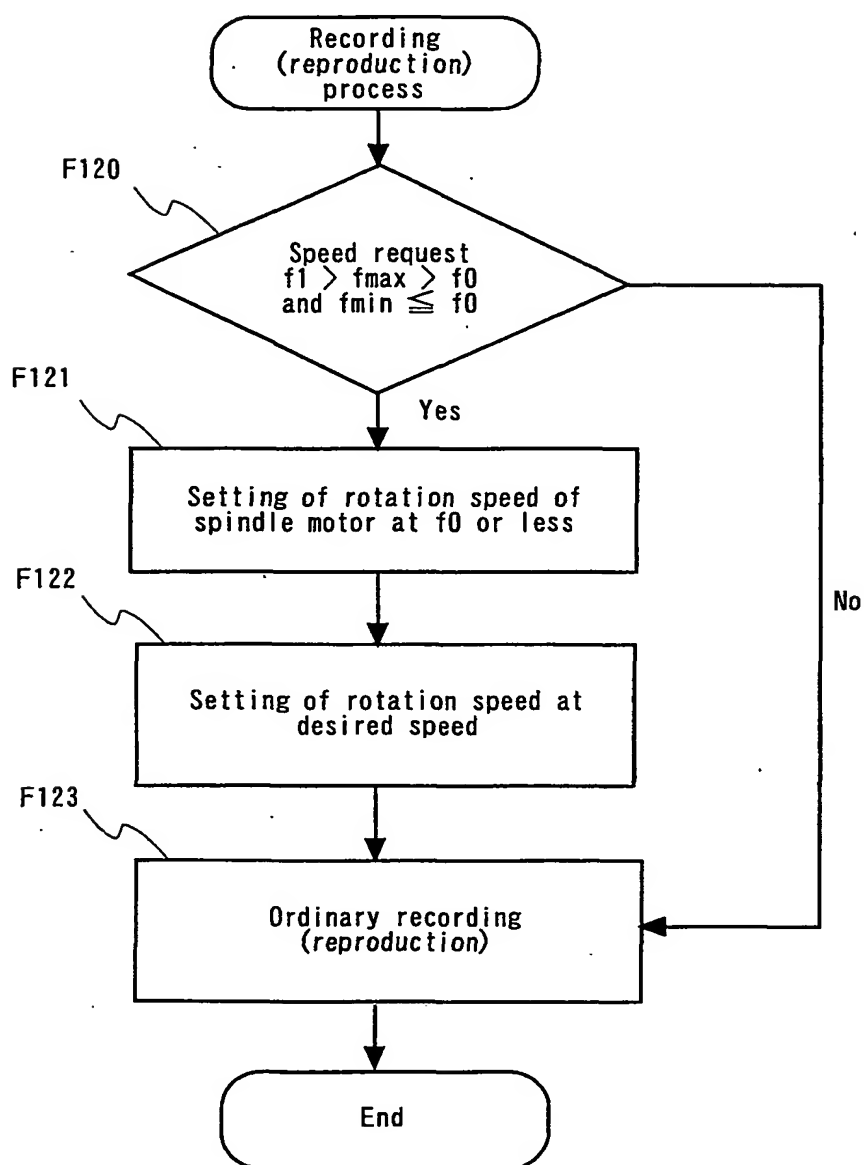 Recording
(reproduction)
process
F120
Speed request
f1 > fmax > f0
and fmin ≦ f0
F121
Yes
Setting of rotation speed of
spindle motor at f0 or less
F122
No
Setting of rotation speed at
desired speed
F123
Ordinary recording
(reproduction)
End